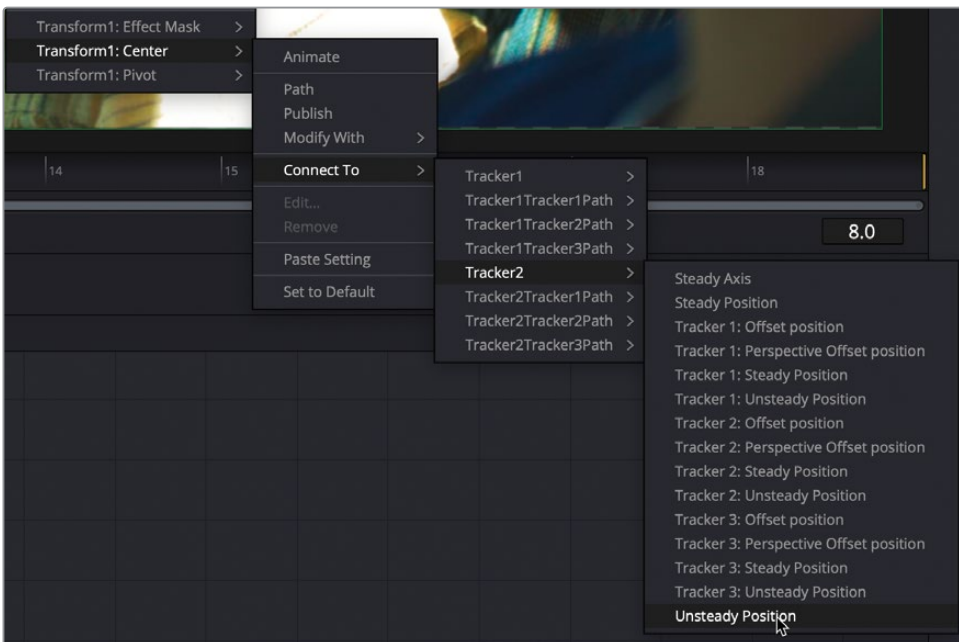 Transform1: Effect Mask >
Transform1: Center >
Transform1: Pivot >
Animate
Path
Publish
Modify With >
Connect To >
Edit...
Remove
Paste Setting
Set to Default
14
15
18
8.0
Tracker1 >
Tracker1Tracker1Path >
Tracker1Tracker2Path >
Tracker1Tracker3Path >
Tracker2 >
Tracker2Tracker1Path >
Tracker2Tracker2Path >
Tracker2Tracker3Path >
Steady Axis
Steady Position
Tracker 1: Offset position
Tracker 1: Perspective Offset position
Tracker 1: Steady Position
Tracker 1: Unsteady Position
Tracker 2: Offset position
Tracker 2: Perspective Offset position
Tracker 2: Steady Position
Tracker 2: Unsteady Position
Tracker 3: Offset position
Tracker 3: Perspective Offset position
Tracker 3: Steady Position
Tracker 3: Unsteady Position
Unsteady Position